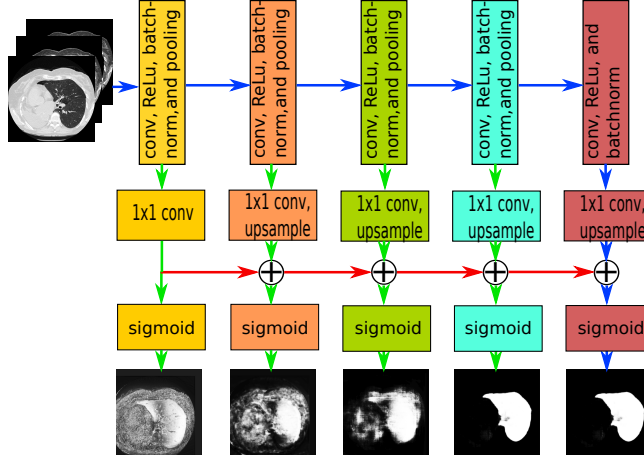 conv, ReLu, batch-
norm,and pooling
conv, ReLu, batch-
norm,and pooling
conv, ReLu, batch-
norm,and pooling
conv, ReLu, batch-
norm,and pooling
conv, ReLu, and
batchnorm
1x1 conv
1x1 conv,
upsample
1x1 conv,
upsample
1x1 conv,
upsample
1x1 conv,
upsample
sigmoid
sigmoid
sigmoid
sigmoid
sigmoid